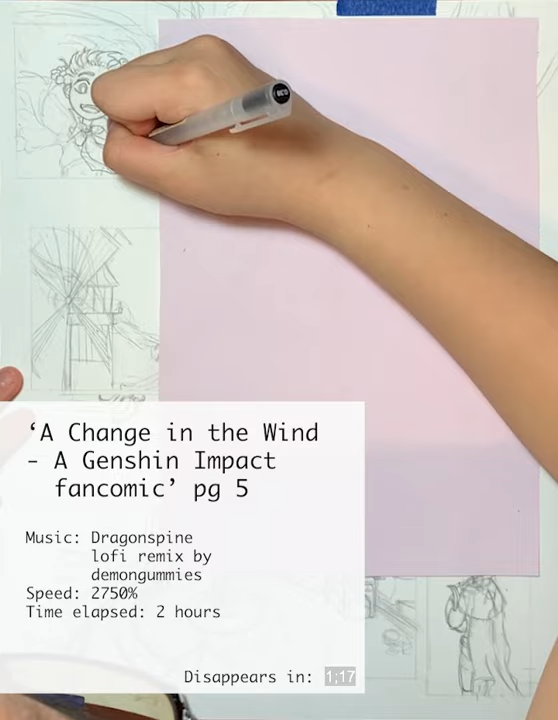 ‘A Change in the Wind
- A Genshin Impact
fancomic’ pg 5
Music: Dragonspine
lofi remix by
demongummies
Speed: 2750%
Time elapsed: 2 hours
Disappears in: 1;17